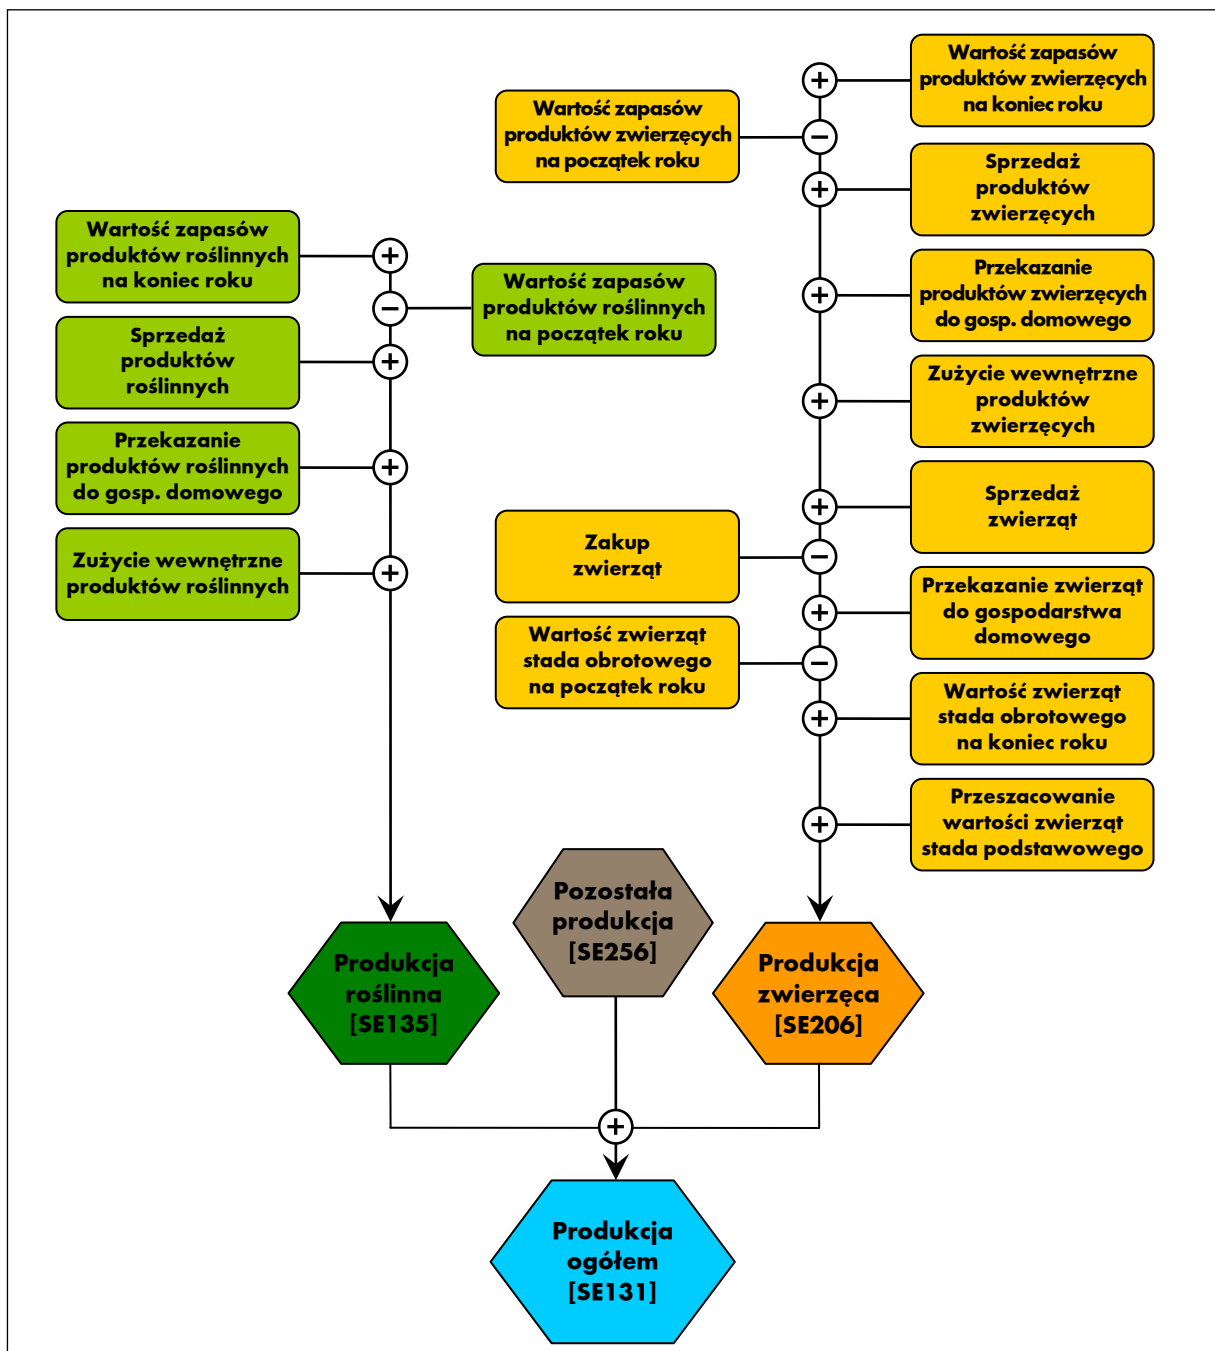 Wartość zapasów
produktów zwierzęcych
na koniec roku
Wartość zapasów
produktów zwierzęcych
na początek roku
Sprzedaż
produktów
zwierzęcych
Wartość zapasów
produktów roślinnych
na koniec roku
Wartość zapasów
produktów roślinnych
na początek roku
Przekazanie
produktów zwierzęcych
do gosp. domowego
Sprzedaż
produktów
roślinnych
Zużycie wewnętrzne
produktów
zwierzęcych
Przekazanie
produktów roślinnych
do gosp. domowego
Sprzedaż
zwierząt
Zakup
zwierząt
Zużycie wewnętrzne
produktów roślinnych
Przekazanie zwierząt
do gospodarstwa
domowego
Wartość zwierząt
stada obrotowego
na początek roku
Wartość zwierząt
stada obrotowego
na koniec roku
Przeszacowanie
wartości zwierząt
stada podstawowego
Pozostała
produkcja
[SE256]
Produkcja
roślinna
[SE135]
Produkcja
zwierzęca
[SE206]
Produkcja
ogółem
[SE131]